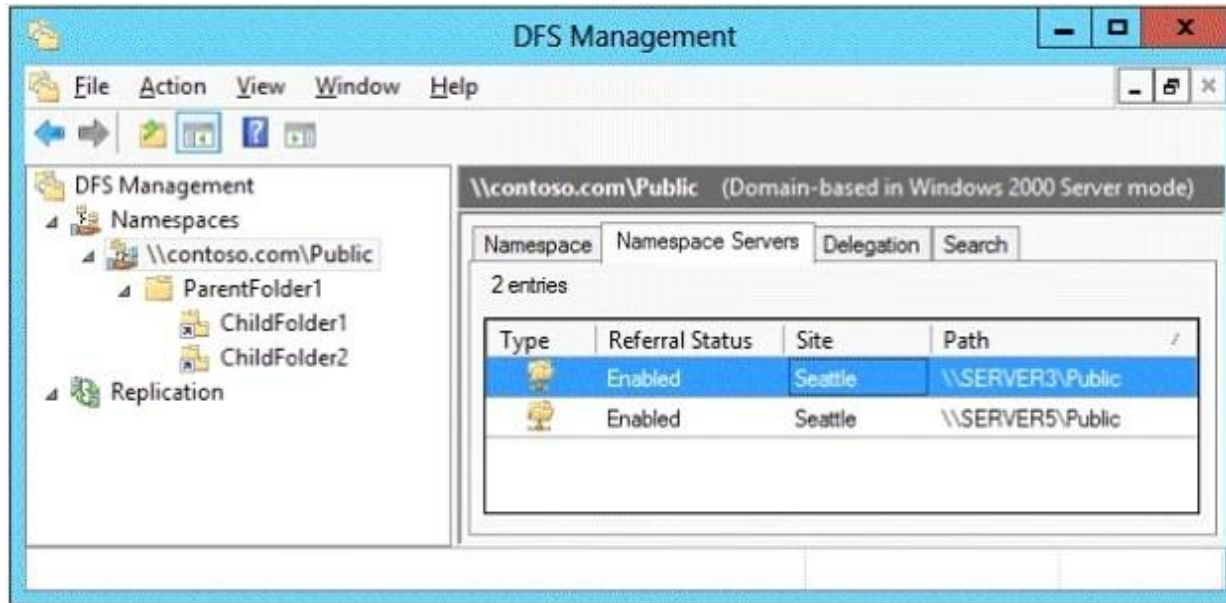 DFS Management
File Action View Window Help
DFS Management
Namespaces
\\contoso.com\Public
ParentFolder1
ChildFolder1
ChildFolder2
Replication
\\contoso.com\Public (Domain-based in Windows 2000 Server mode)
Namespace Namespace Servers Delegation Search
2 entries
Type Referral Status Site Path
Enabled Seattle \\SERVER3\Public
Enabled Seattle \\SERVER5\Public